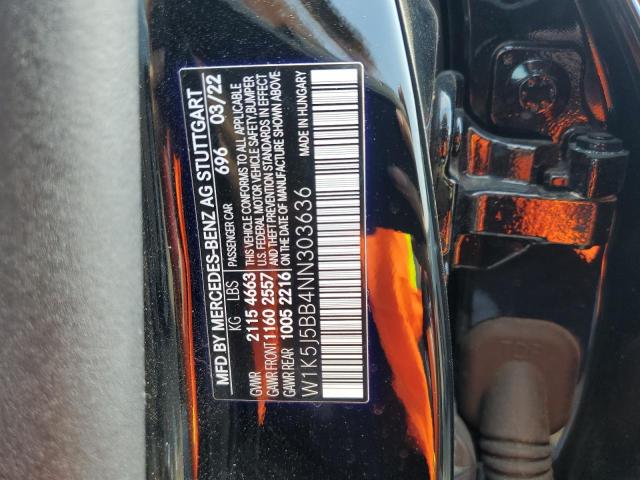 MFD BY MERCEDES-BENZ AG STUTTGART
696 03/22
KG LBS PASSENGER CAR
GVWR 2115 4663 THIS VEHICLE CONFORMS TO ALL APPLICABLE
GAWR FRONT 1160 2557 U.S. FEDERAL MOTOR VEHICLE SAFETY, BUMPER
AND THEFT PREVENTION STANDARDS IN EFFECT
GAWR REAR 1005 2216 ON THE DATE OF MANUFACTURE SHOWN ABOVE
MADE IN HUNGARY
W1K5J5BB4NN303636